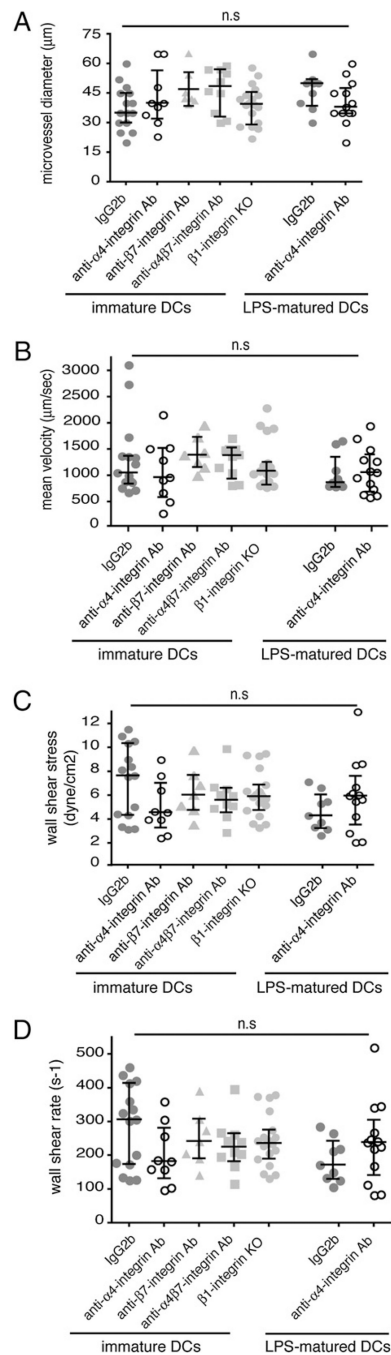 A
n.s
microvessel diameter (μm)
75
60
45
30
15
0
IgG2b
anti-α4-integrin Ab
anti-β7-integrin Ab
anti-α4β7-integrin Ab
β1-integrin KO
IgG2b
anti-α4-integrin Ab
immature DCs
LPS-matured DCs
B
n.s
mean velocity (μm/sec)
3000
2500
2000
1500
1000
500
0
IgG2b
anti-α4-integrin Ab
anti-β7-integrin Ab
anti-α4β7-integrin Ab
β1-integrin KO
IgG2b
anti-α4-integrin Ab
immature DCs
LPS-matured DCs
C
n.s
wall shear stress
(dyne/cm2)
12
10
8
6
4
2
0
IgG2b
anti-α4-integrin Ab
anti-β7-integrin Ab
anti-α4β7-integrin Ab
β1-integrin KO
IgG2b
anti-α4-integrin Ab
immature DCs
LPS-matured DCs
D
n.s
wall shear rate (s-1)
500
400
300
200
100
0
IgG2b
anti-α4-integrin Ab
anti-β7-integrin Ab
anti-α4β7-integrin Ab
β1-integrin KO
IgG2b
anti-α4-integrin Ab
immature DCs
LPS-matured DCs